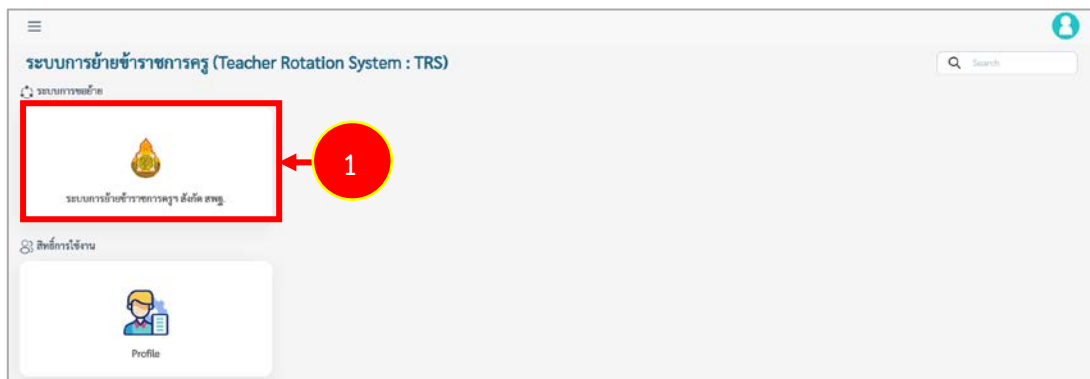 ระบบการย้ายข้าราชการครู (Teacher Rotation System : TRS)
Search
ระบบการขอย้าย
1
ระบบการย้ายข้าราชการครูฯ สังกัด สพฐ.
สิทธิ์การใช้งาน
Profile